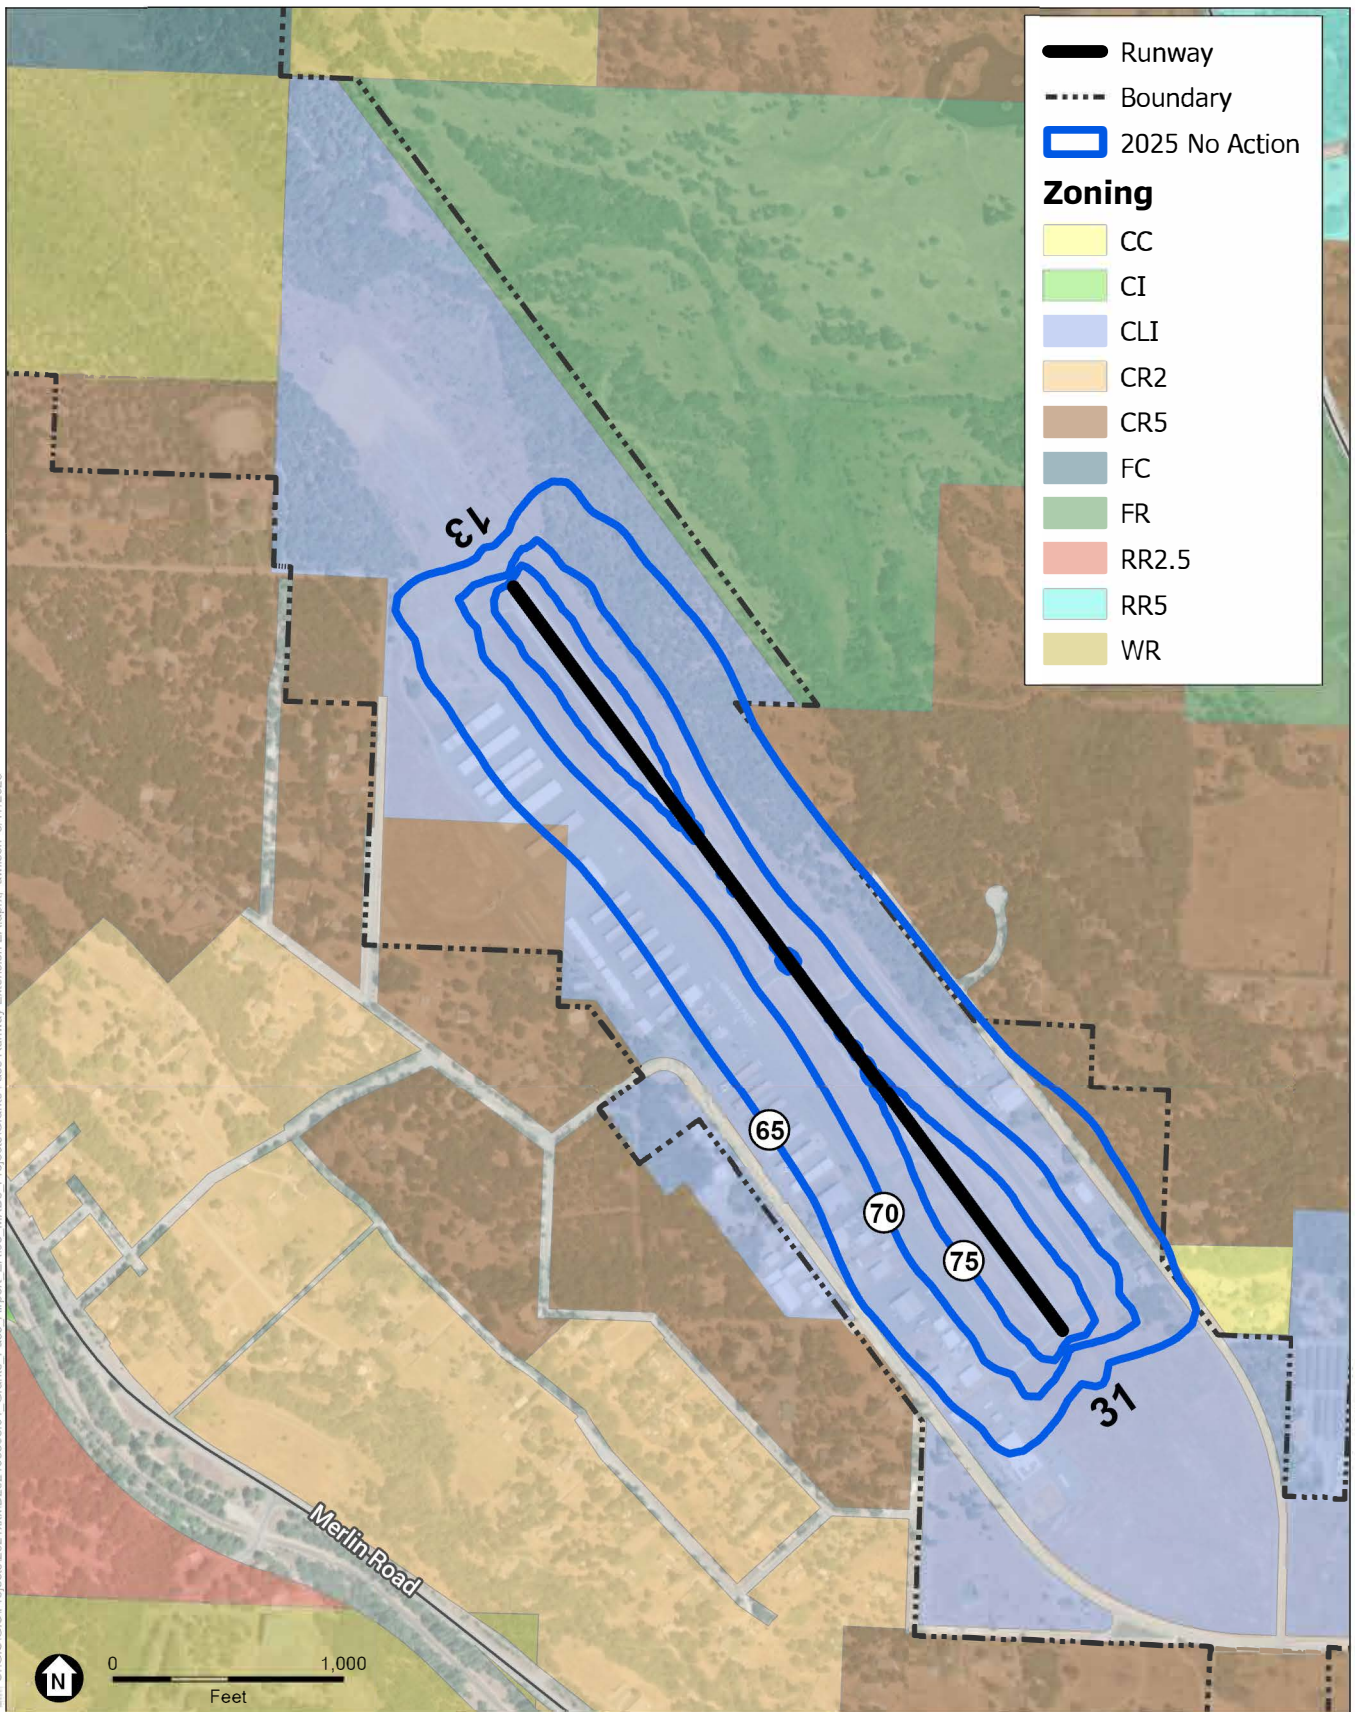 Runway
Boundary
2025 No Action
Zoning
CC
CI
CLI
CR2
CR5
FC
FR
RR2.5
RR5
WR
13
65
70
75
31
Merlin Road
N
0 1,000
Feet